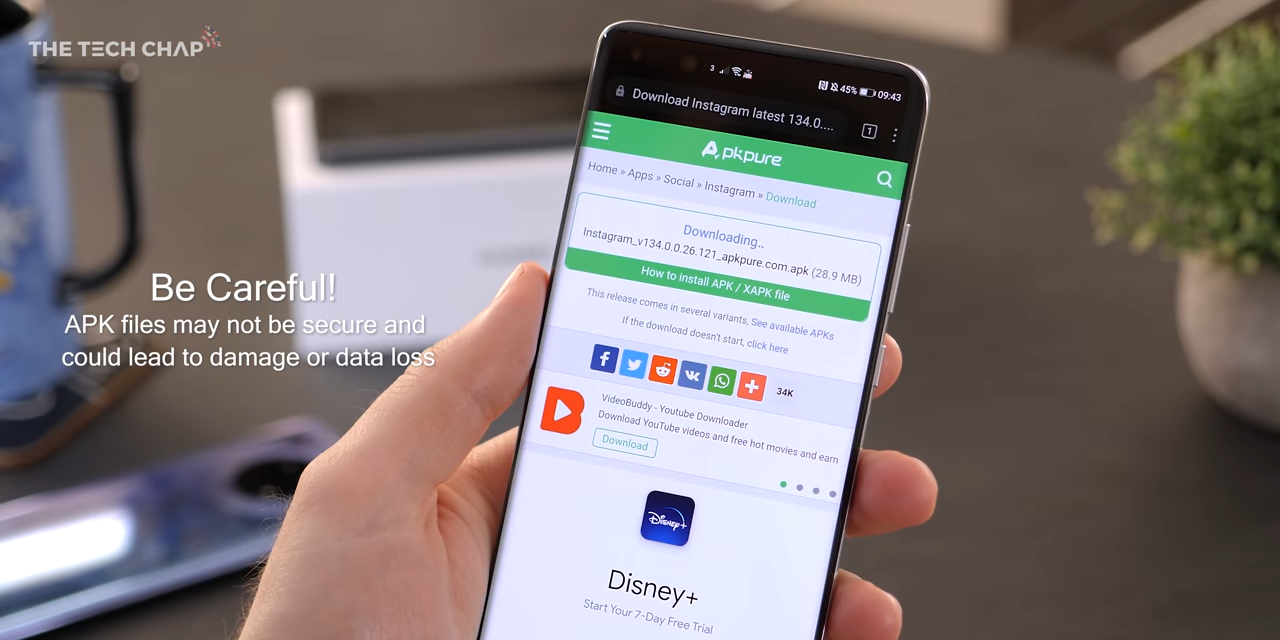 THE TECH CHAP
3
45% 09:43
Download Instagram latest 134.0....
1
Apkpure
Home » Apps » Social » Instagram » Download
Downloading..
Instagram_v134.0.0.26.121_apkpure.com.apk (28.9 MB)
How to install APK / XAPK file
This release comes in several variants, See available APKs
If the download doesn't start, click here
34K
VideoBuddy - Youtube Downloader
Download YouTube videos and free hot movies and earn
Download
Disney+
Disney+
Start Your 7-Day Free Trial
Be Careful!
APK files may not be secure and
could lead to damage or data loss